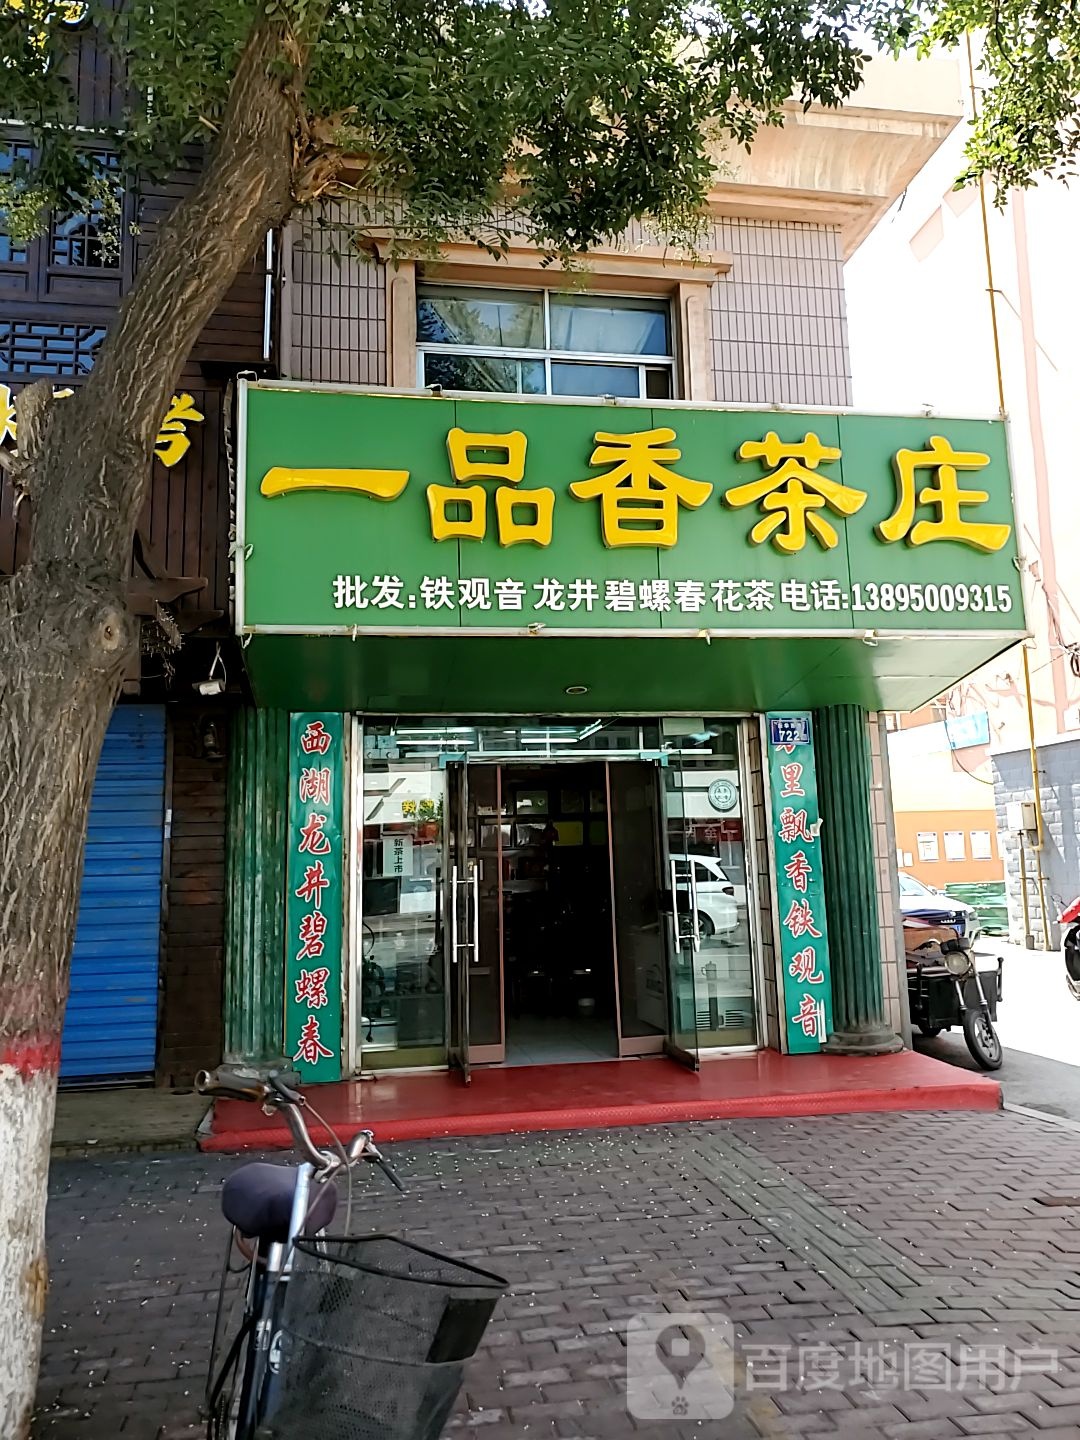 考
一品香茶庄
批发:铁观音龙井碧螺春花茶电话:13895009315
西湖龙井碧螺春
里飘香铁观音
722
新茶上市
百度地图用户